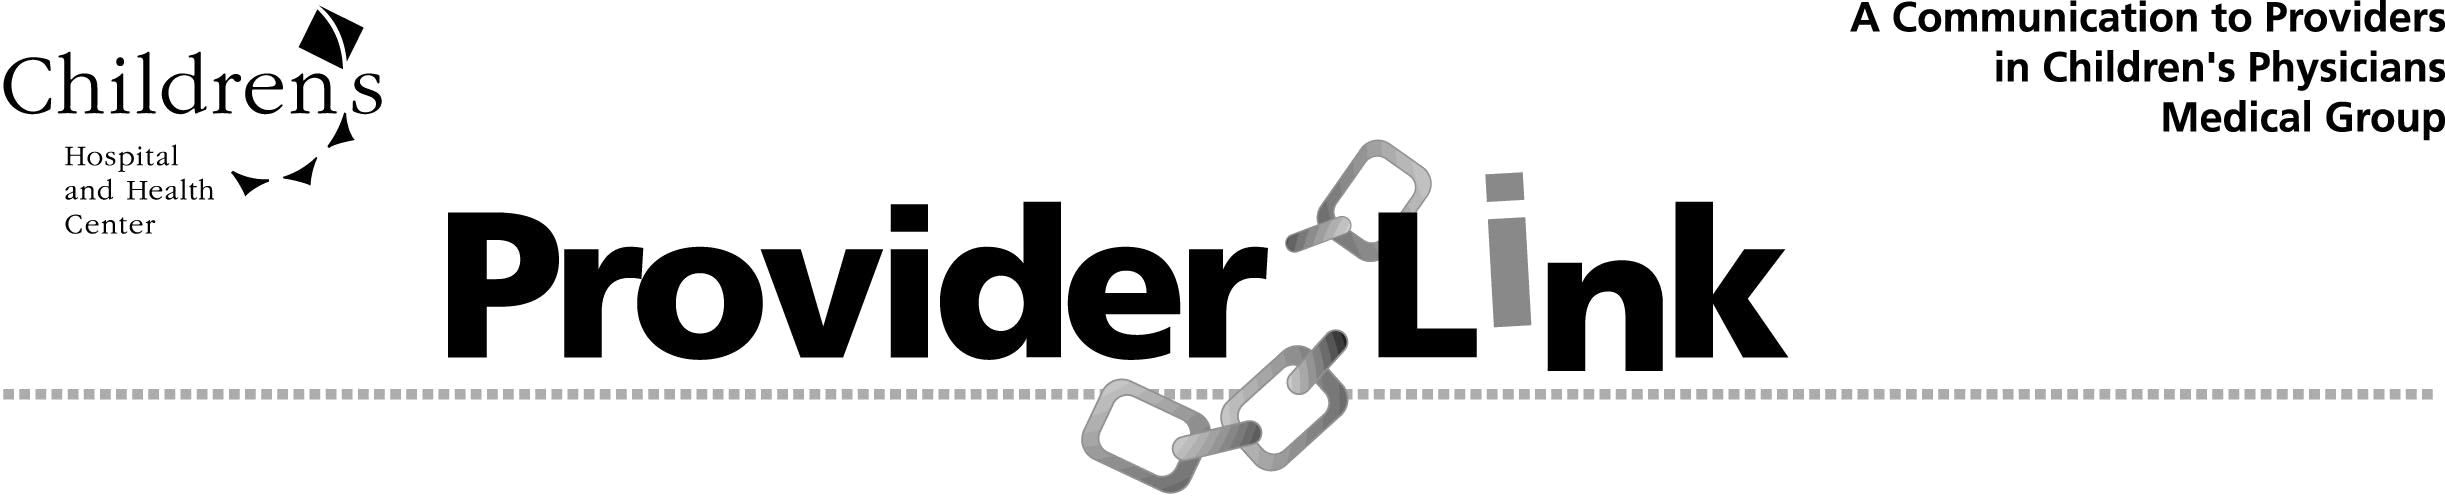 Children's
Hospital
and Health
Center
A Communication to Providers
in Children's Physicians
Medical Group
Provider Link